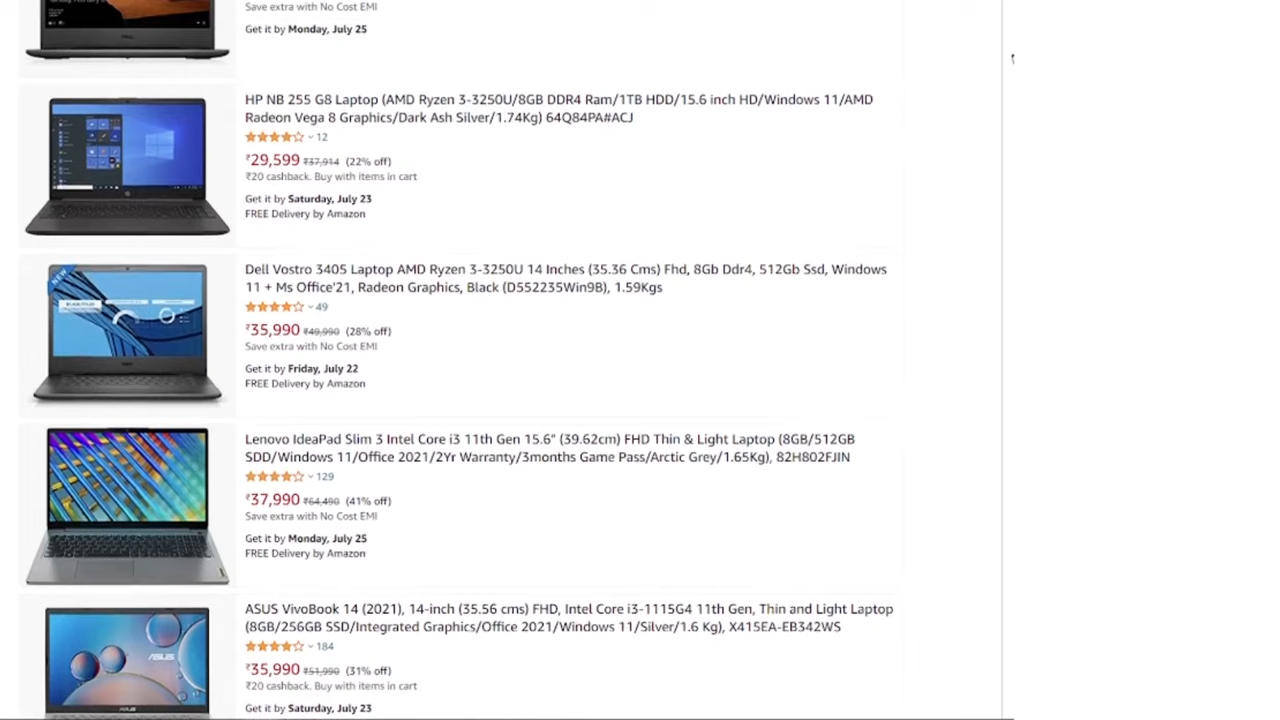 Save extra with No Cost EMI
Get it by Monday, July 25
HP NB 255 G8 Laptop (AMD Ryzen 3-3250U/8GB DDR4 Ram/1TB HDD/15.6 inch HD/Windows 11/AMD
Radeon Vega 8 Graphics/Dark Ash Silver/1.74Kg) 64Q84PA#ACJ
12
₹29,599 ₹37,914 (22% off)
₹20 cashback. Buy with items in cart
Get it by Saturday, July 23
FREE Delivery by Amazon
NEW
Dell Vostro 3405 Laptop AMD Ryzen 3-3250U 14 Inches (35.36 Cms) Fhd, 8Gb Ddr4, 512Gb Ssd, Windows
11 + Ms Office'21, Radeon Graphics, Black (D552235Win9B), 1.59Kgs
49
₹35,990 ₹49,990 (28% off)
Save extra with No Cost EMI
Get it by Friday, July 22
FREE Delivery by Amazon
Lenovo IdeaPad Slim 3 Intel Core i3 11th Gen 15.6" (39.62cm) FHD Thin & Light Laptop (8GB/512GB
SDD/Windows 11/Office 2021/2Yr Warranty/3months Game Pass/Arctic Grey/1.65Kg), 82H802FJIN
129
₹37,990 ₹64,490 (41% off)
Save extra with No Cost EMI
Get it by Monday, July 25
FREE Delivery by Amazon
ASUS VivoBook 14 (2021), 14-inch (35.56 cms) FHD, Intel Core i3-1115G4 11th Gen, Thin and Light Laptop
(8GB/256GB SSD/Integrated Graphics/Office 2021/Windows 11/Silver/1.6 Kg), X415EA-EB342WS
184
ASUS
₹35,990 ₹51,990 (31% off)
₹20 cashback. Buy with items in cart
Get it by Saturday, July 23